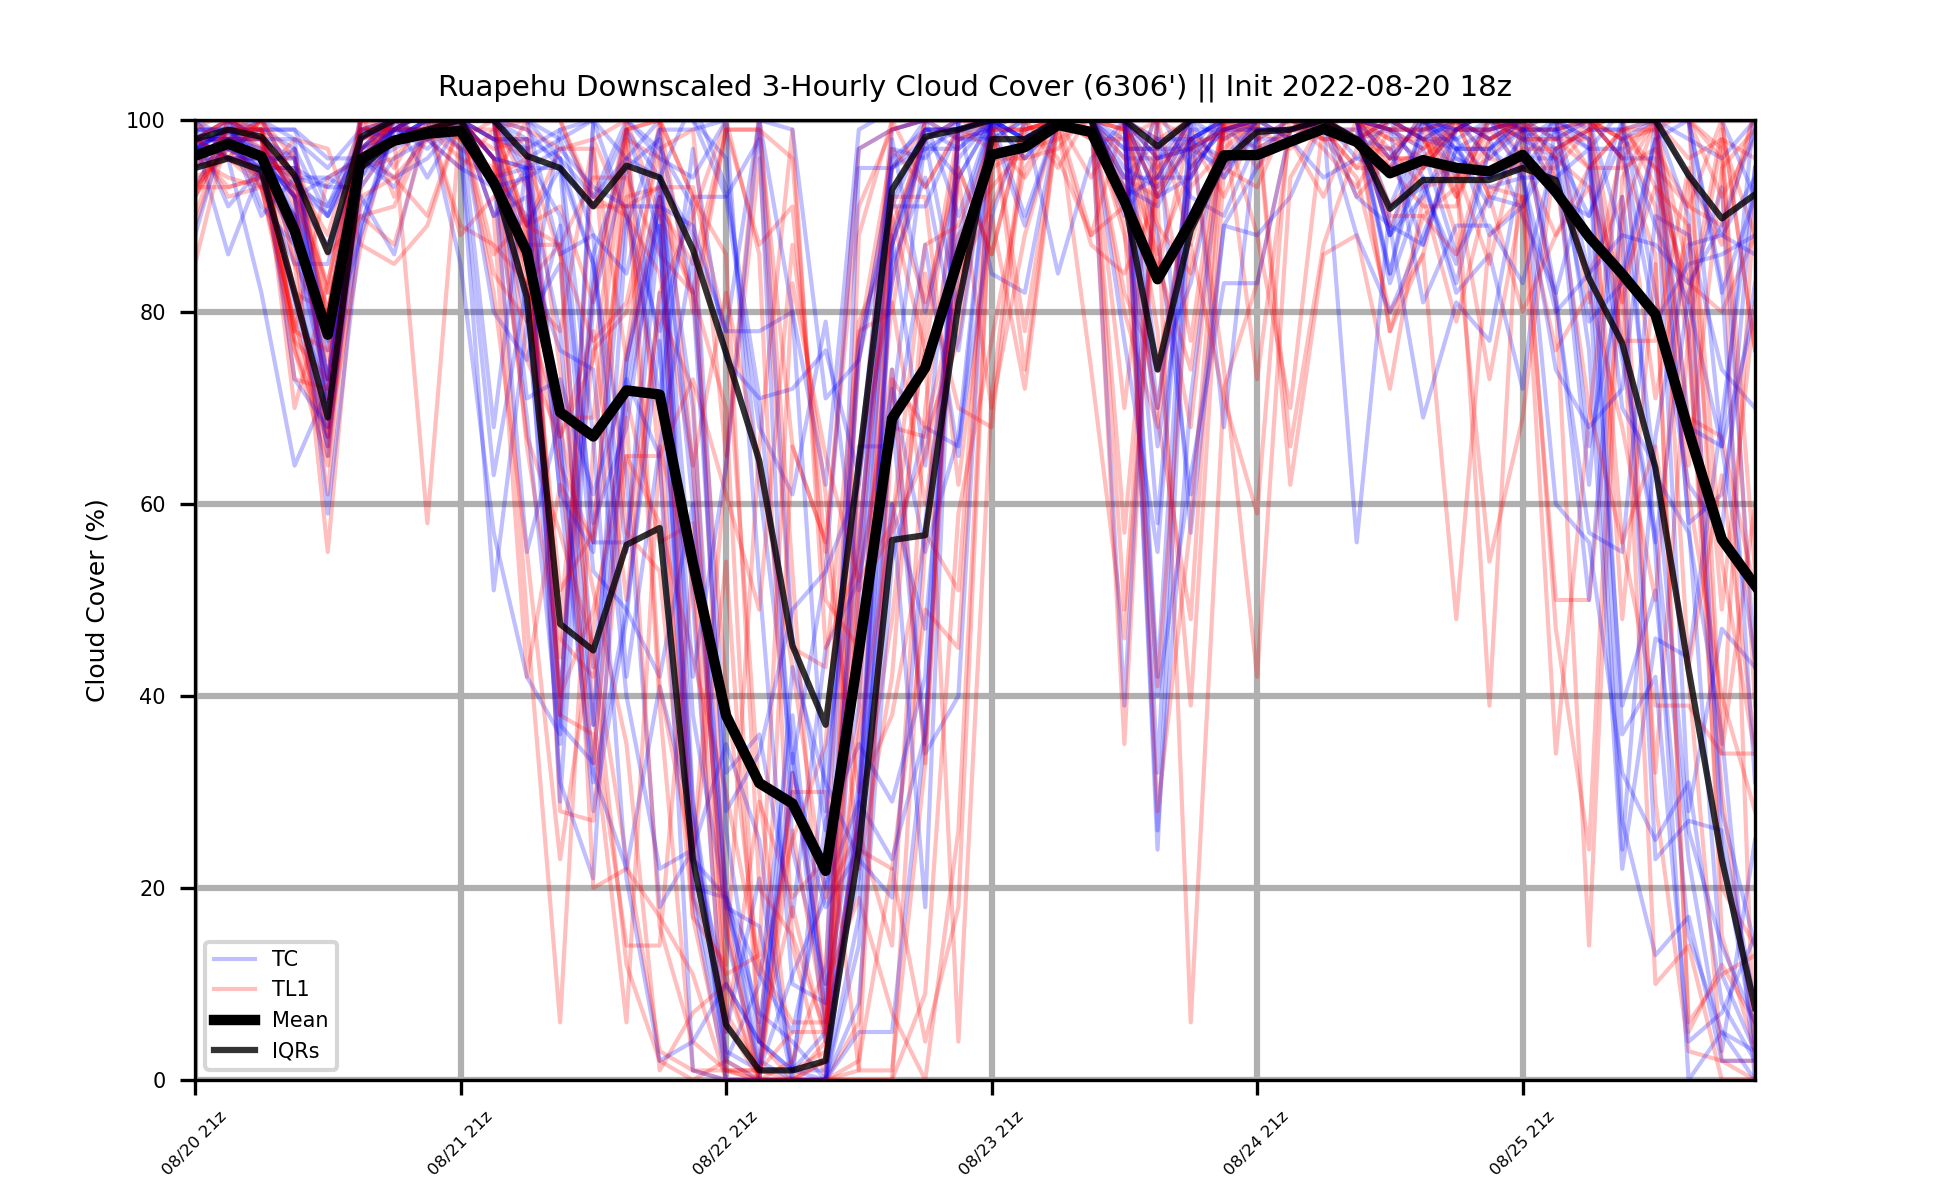 Ruapehu Downscaled 3-Hourly Cloud Cover (6306') || Init 2022-08-20 18z
Cloud Cover (%)
100
80
60
40
20
0
TC
TL1
Mean
IQRs
08/20 21z
08/21 21z
08/22 21z
08/23 21z
08/24 21z
08/25 21z